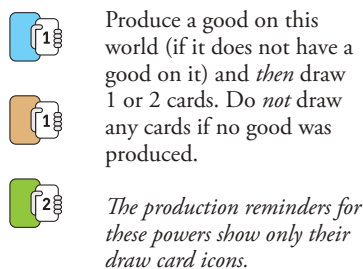 Produce a good on this
1 world (if it does not have a
good on it) and then draw
1 or 2 cards. Do not draw
1 any cards if no good was
produced.
2 The production reminders for
these powers show only their
draw card icons.